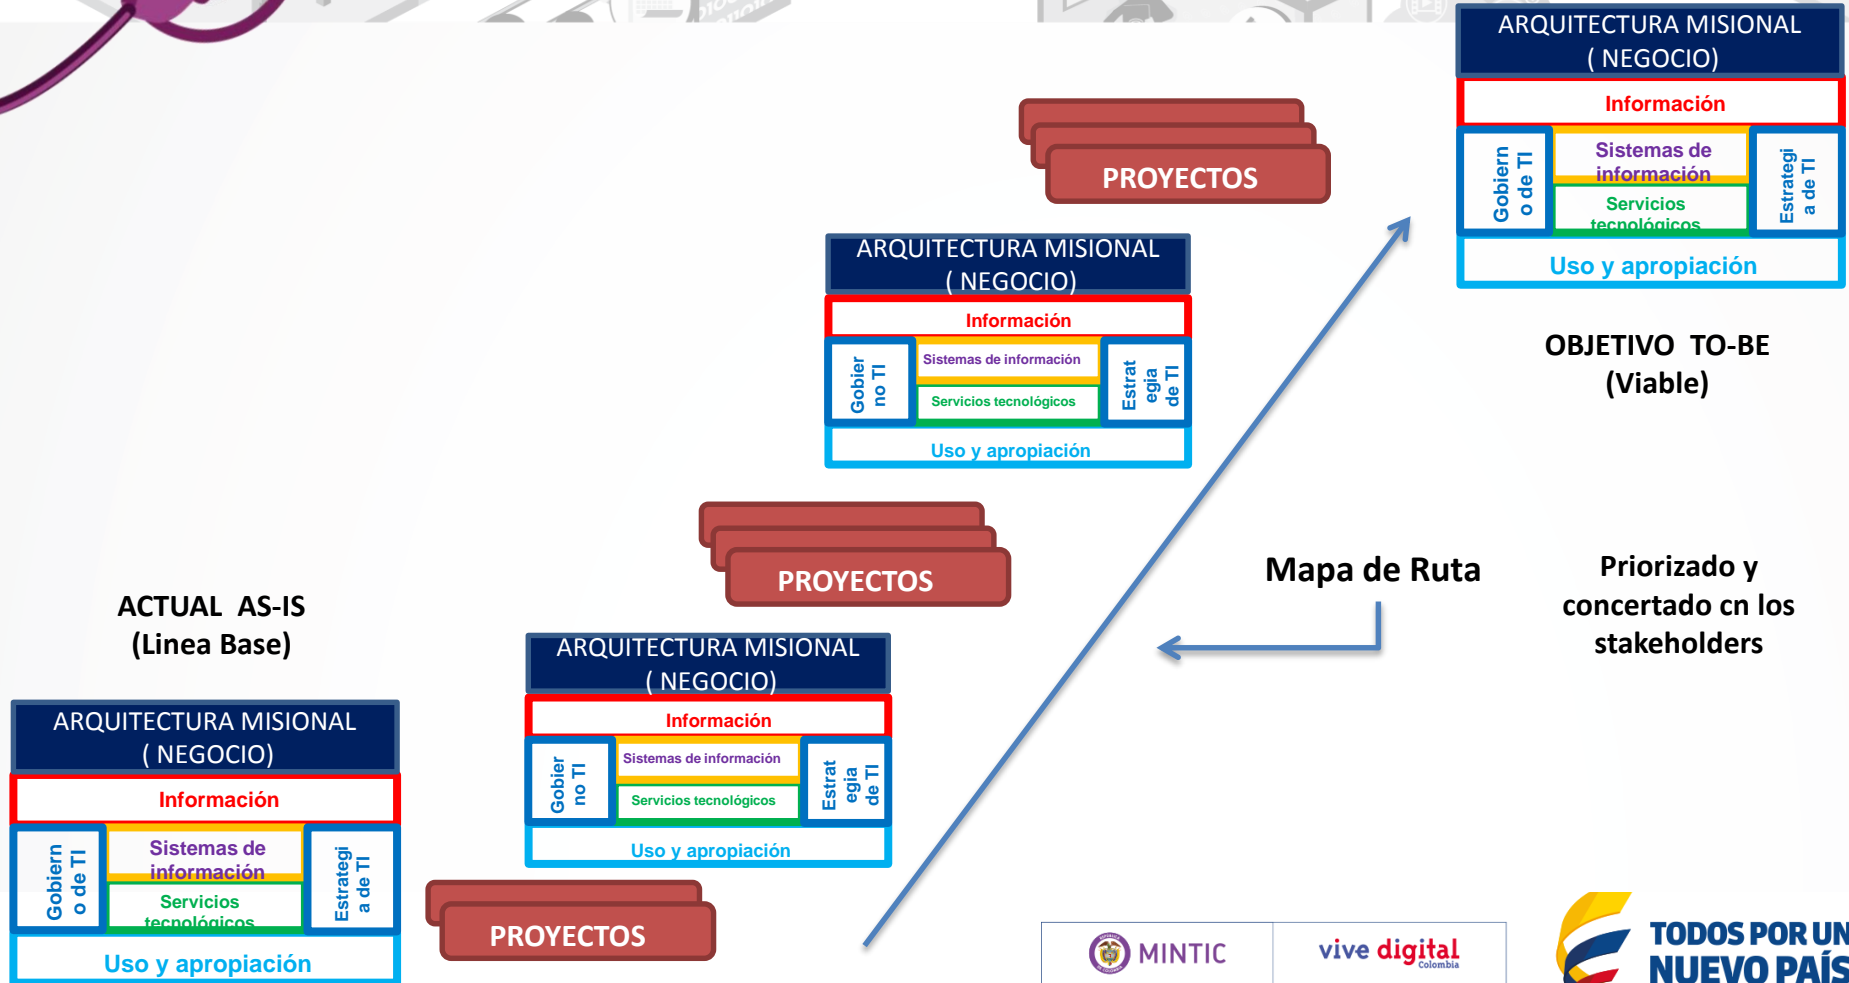 ARQUITECTURA MISIONAL
( NEGOCIO)
Información
Gobiern
o de TI
Sistemas de
información
Servicios
tecnológicos
Estrategi
a de TI
Uso y apropiación
OBJETIVO TO-BE
(Viable)
PROYECTOS
ARQUITECTURA MISIONAL
( NEGOCIO)
Información
Gobier
no TI
Sistemas de información
Servicios tecnológicos
Estrat
egia
de TI
Uso y apropiación
PROYECTOS
Mapa de Ruta
Priorizado y
concertado cn los
stakeholders
ACTUAL AS-IS
(Linea Base)
ARQUITECTURA MISIONAL
( NEGOCIO)
Información
Gobier
no TI
Sistemas de información
Servicios tecnológicos
Estrat
egia
de TI
Uso y apropiación
ARQUITECTURA MISIONAL
( NEGOCIO)
Información
Gobiern
o de TI
Sistemas de
información
Servicios
tecnológicos
Estrategi
a de TI
Uso y apropiación
PROYECTOS
MINTIC
vive digital
Colombia
TODOS POR UN
NUEVO PAÍS